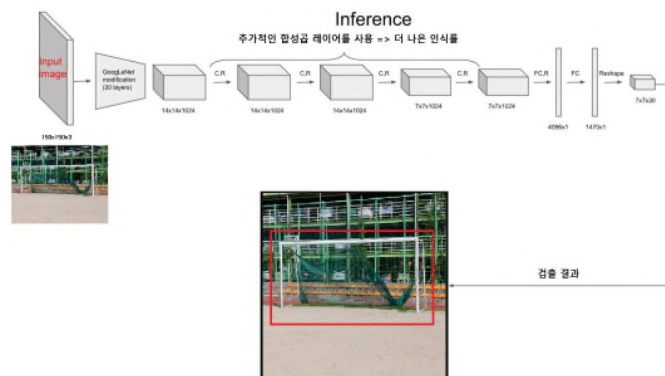 Inference
추가적인 합성곱 레이어를 사용 => 더 나은 인식률
Input
image
GoogLeNet
modification
(20 layers)
C,R
C,R
C,R
C,R
FC,R
FC
Reshape
14x14x1024
14x14x1024
14x14x1024
7x7x1024
7x7x1024
4096x1
1470x1
7x7x30
150x150x3
검출 결과